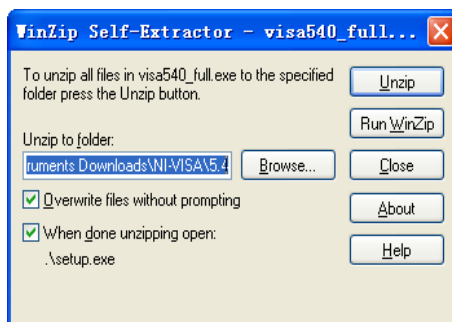 WinZip Self-Extractor - visa540_full...
To unzip all files in visa540_full.exe to the specified
folder press the Unzip button.
Unzip to folder:
ruments Downloads\NI-VISA\5.4
Browse...
Overwrite files without prompting
When done unzipping open:
.\setup.exe
Unzip
Run WinZip
Close
About
Help